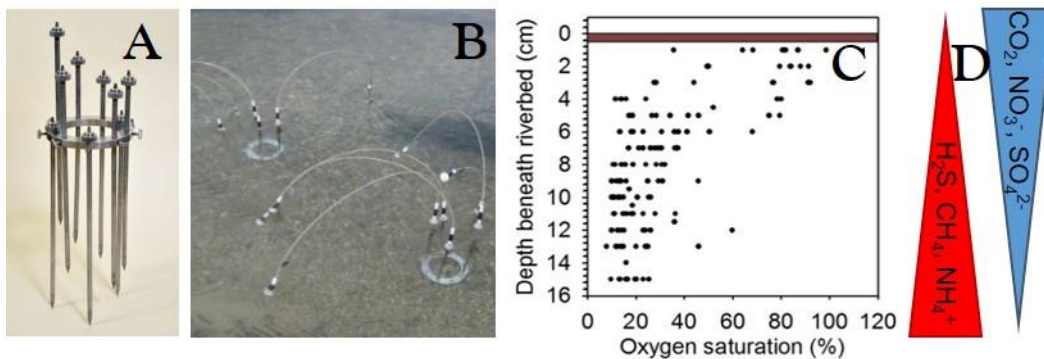 A
B
C
D
Depth beneath riverbed (cm)
0
2
4
6
8
10
12
14
16
0 20 40 60 80 100 120
Oxygen saturation (%)
H₂S, CH₄, NH₄⁺
CO₂, NO₃⁻, SO₄²⁻